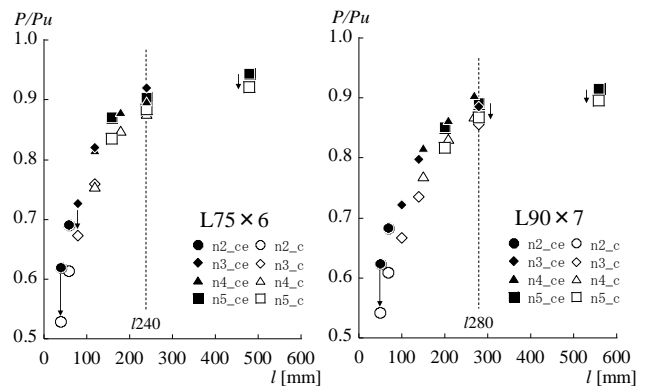 P/Pu
1.0
0.9
0.8
0.7
0.6
0.5
0 100 200 300 400 500 600
l [mm]
l240
L75×6
n2_ce n2_c
n3_ce n3_c
n4_ce n4_c
n5_ce n5_c
P/Pu
1.0
0.9
0.8
0.7
0.6
0.5
0 100 200 300 400 500 600
l [mm]
l280
L90×7
n2_ce n2_c
n3_ce n3_c
n4_ce n4_c
n5_ce n5_c